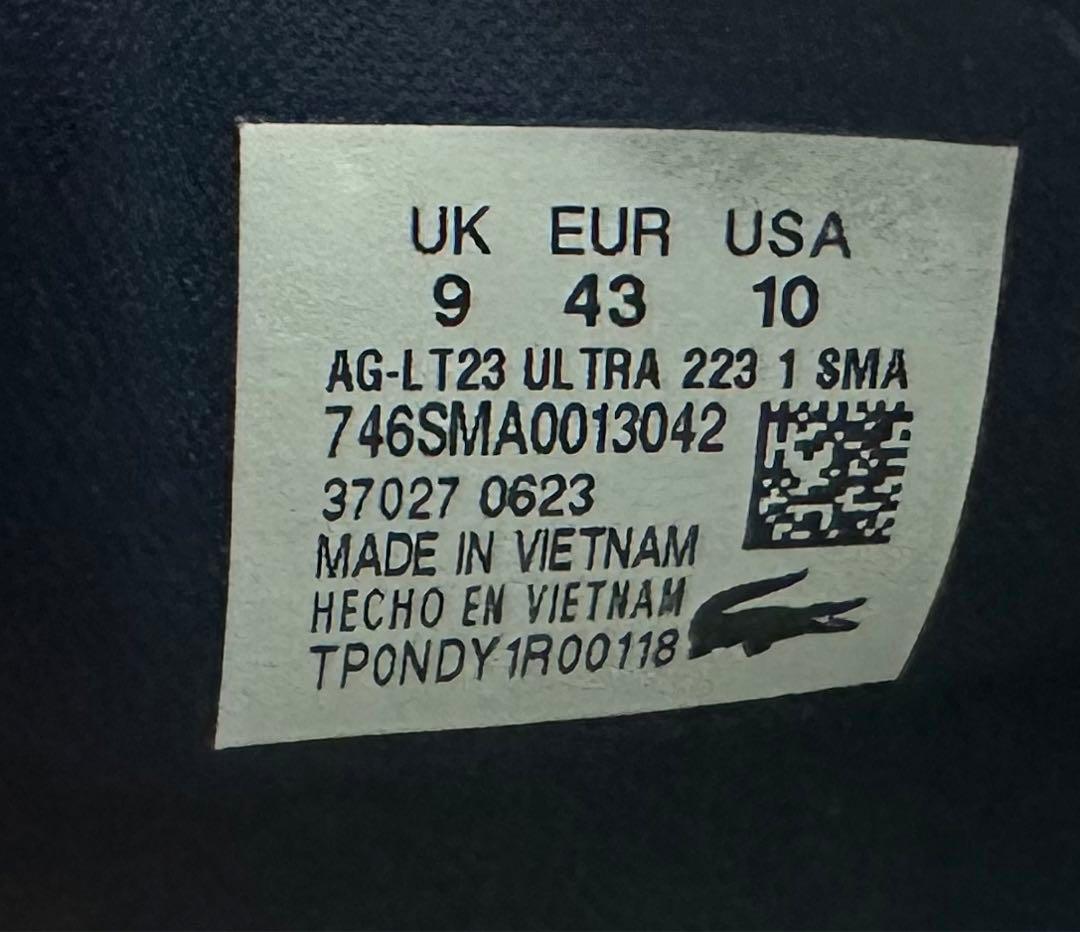 UK EUR USA
9 43 10
AG-LT23 ULTRA 223 1 SMA
746SMA0013042
37027 0623
MADE IN VIETNAM
HECHO EN VIETNAM
TP0NDY1R00118